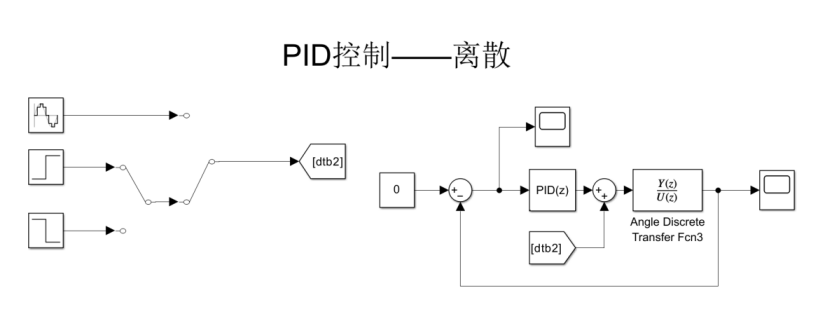 PID控制——离散
[dtb2]
0
+
−
PID(z)
+
+
Y(z)
U(z)
Angle Discrete
Transfer Fcn3
[dtb2]